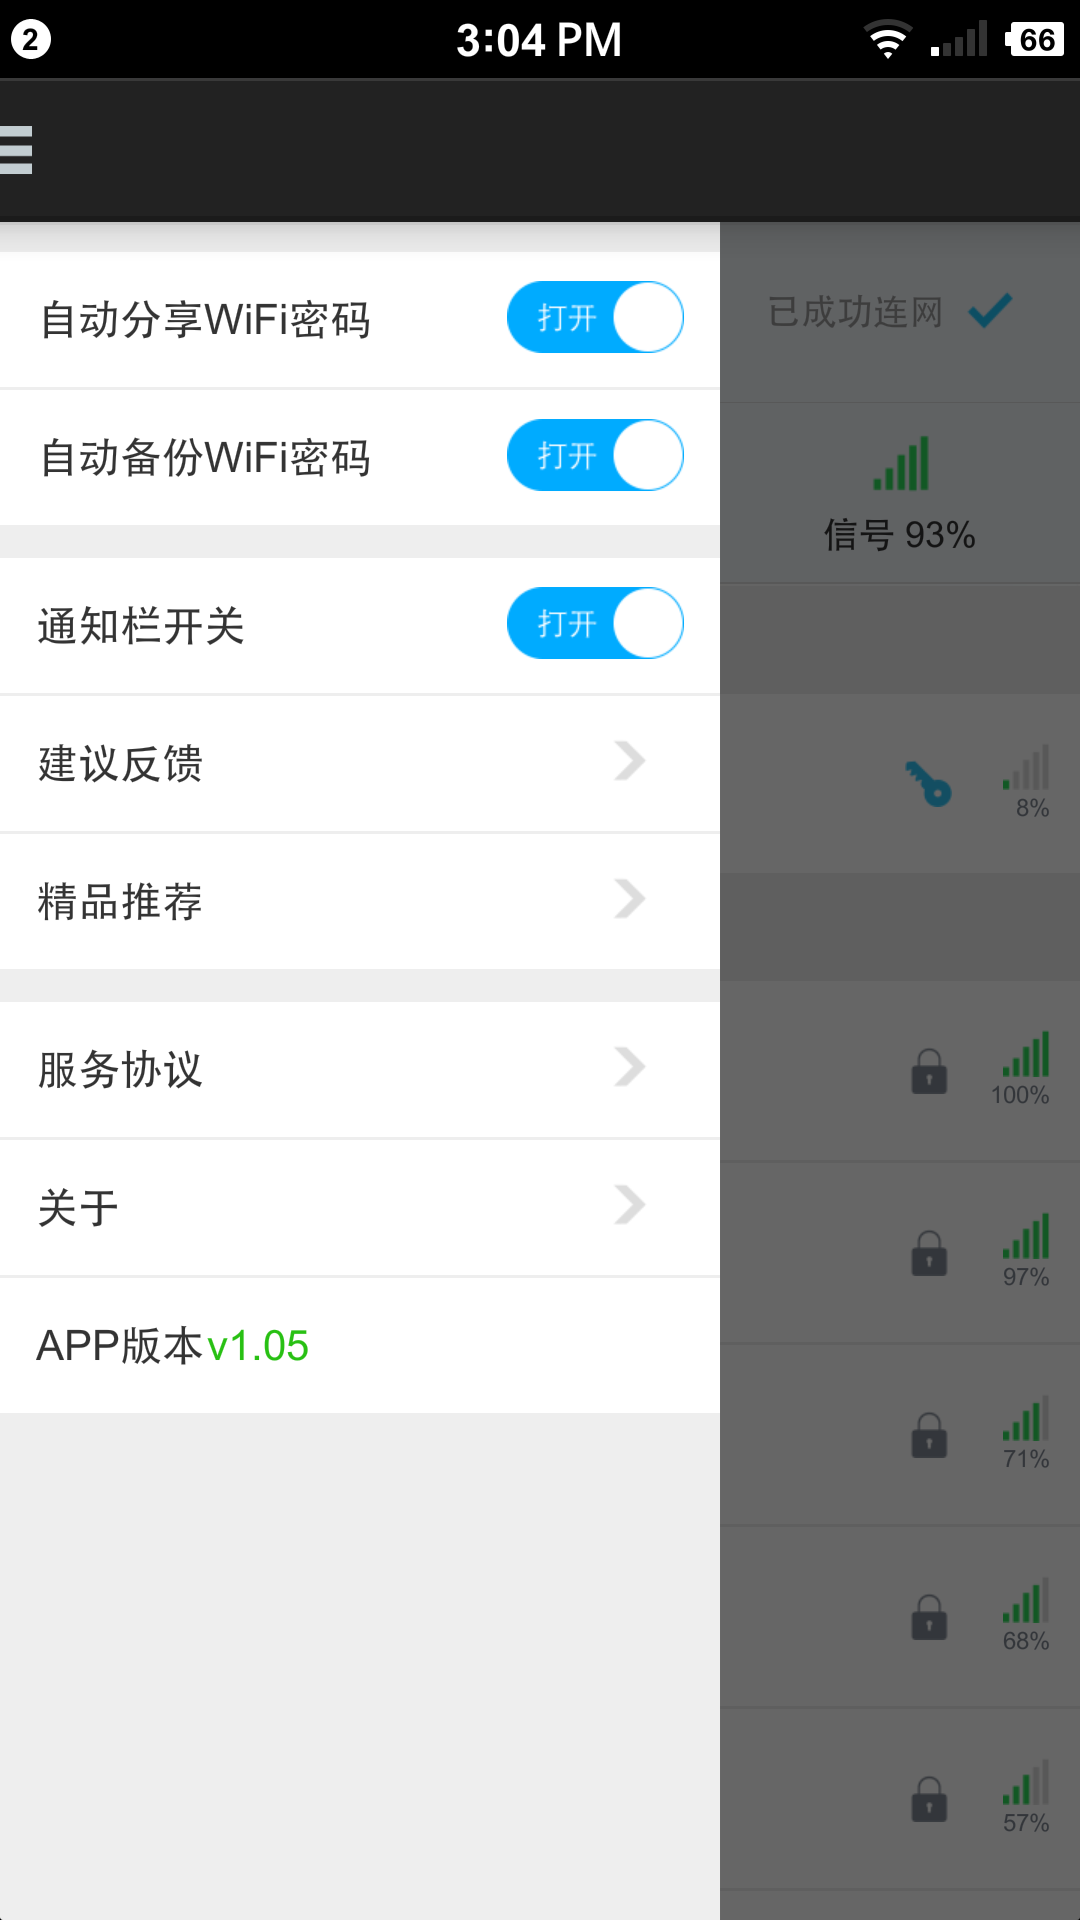 2
3:04 PM
66
自动分享WiFi密码
打开
已成功连网
自动备份WiFi密码
打开
信号 93%
通知栏开关
打开
建议反馈
8%
精品推荐
服务协议
100%
关于
97%
APP版本v1.05
71%
68%
57%